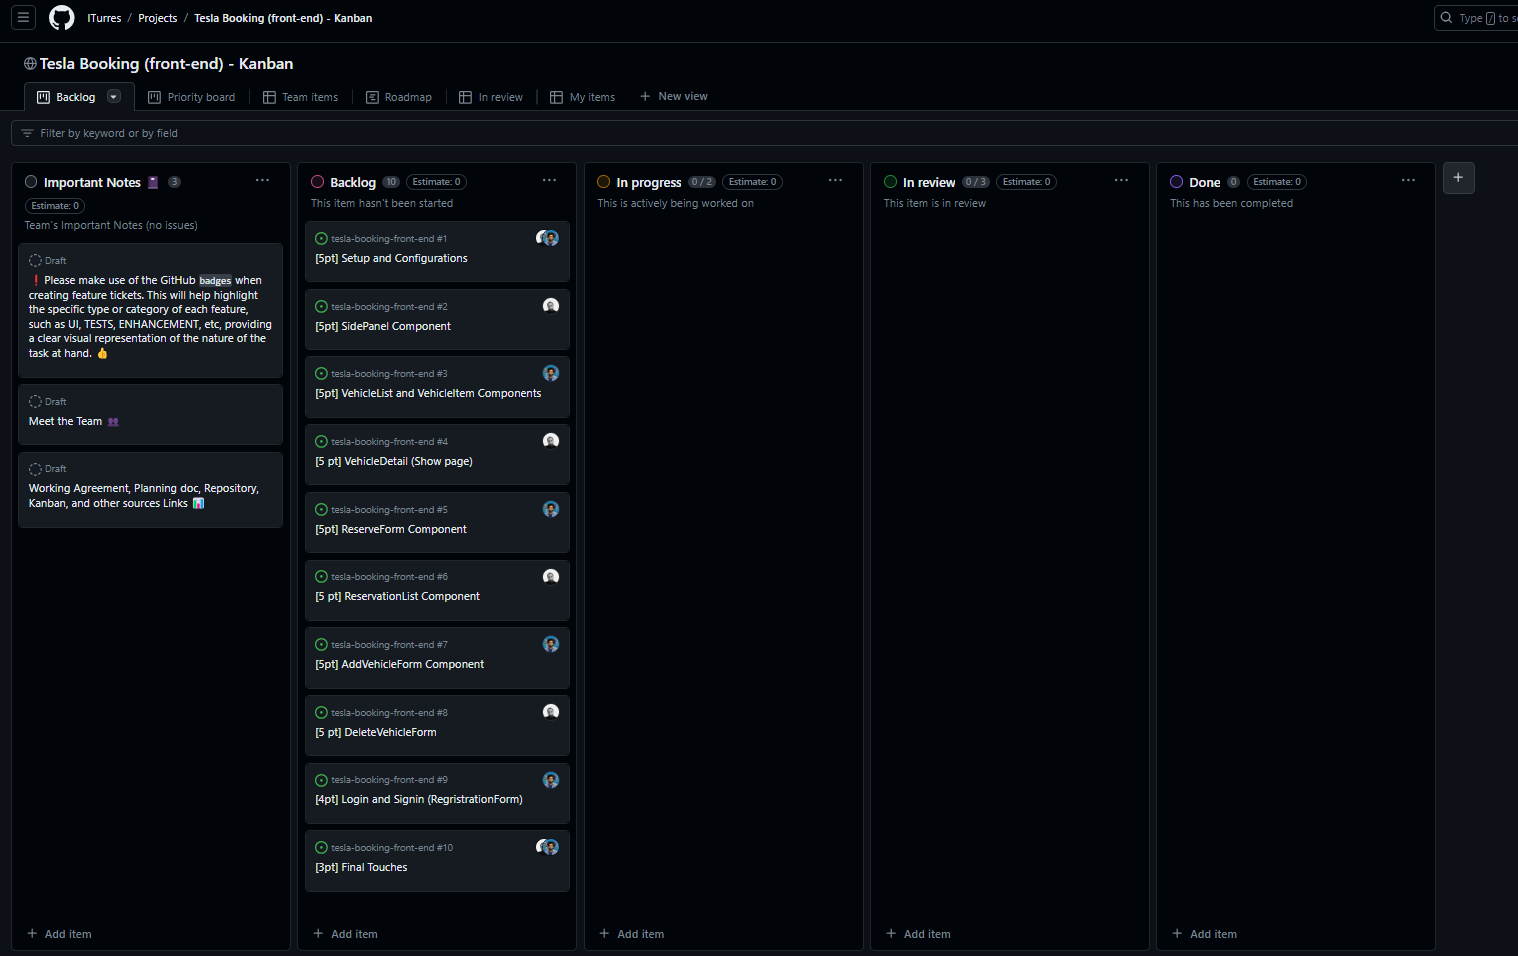 ITurres / Projects / Tesla Booking (front-end) - Kanban
Type / to s
Tesla Booking (front-end) - Kanban
Backlog
Priority board
Team items
Roadmap
In review
My items
New view
Filter by keyword or by field
Important Notes 3
Estimate: 0
Team's Important Notes (no issues)
Draft
❗ Please make use of the GitHub badges when
creating feature tickets. This will help highlight
the specific type or category of each feature,
such as UI, TESTS, ENHANCEMENT, etc, providing
a clear visual representation of the nature of the
task at hand. 👍
Draft
Meet the Team 👥
Draft
Working Agreement, Planning doc, Repository,
Kanban, and other sources Links 📊
Add item
Backlog 10 Estimate: 0
This item hasn't been started
tesla-booking-front-end #1
[5pt] Setup and Configurations
tesla-booking-front-end #2
[5pt] SidePanel Component
tesla-booking-front-end #3
[5pt] VehicleList and VehicleItem Components
tesla-booking-front-end #4
[5 pt] VehicleDetail (Show page)
tesla-booking-front-end #5
[5pt] ReserveForm Component
tesla-booking-front-end #6
[5 pt] ReservationList Component
tesla-booking-front-end #7
[5pt] AddVehicleForm Component
tesla-booking-front-end #8
[5 pt] DeleteVehicleForm
tesla-booking-front-end #9
[4pt] Login and Signin (RegristrationForm)
tesla-booking-front-end #10
[3pt] Final Touches
Add item
In progress 0 / 2 Estimate: 0
This is actively being worked on
Add item
In review 0 / 3 Estimate: 0
This item is in review
Add item
Done 0 Estimate: 0
This has been completed
Add item